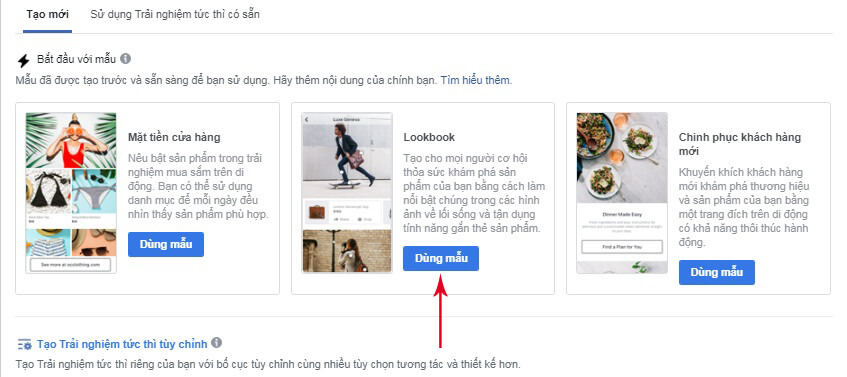 Tạo mới Sử dụng Trải nghiệm tức thì có sẵn
Bắt đầu với mẫu
Mẫu đã được tạo trước và sẵn sàng để bạn sử dụng. Hãy thêm nội dung của chính bạn. Tìm hiểu thêm.
Mặt tiền cửa hàng
Nêu bật sản phẩm trong trải
nghiệm mua sắm trên di
động. Bạn có thể sử dụng
danh mục để mỗi ngày đều
nhìn thấy sản phẩm phù hợp.
Dùng mẫu
See more at occlothing.com
Luxe Geneva
Lookbook
Tạo cho mọi người cơ hội
thỏa sức khám phá sản
phẩm của bạn bằng cách làm
nổi bật chúng trong các hình
ảnh về lối sống và tận dụng
tính năng gắn thẻ sản phẩm.
Dùng mẫu
Dinner Made Easy
Find a Plan for You
Chinh phục khách hàng
mới
Khuyến khích khách hàng
mới khám phá thương hiệu
và sản phẩm của bạn bằng
một trang đích trên di động
có khả năng thôi thúc hành
động.
Dùng mẫu
Tạo Trải nghiệm tức thì tùy chỉnh
Tạo Trải nghiệm tức thì riêng của bạn với bố cục tùy chỉnh cùng nhiều tùy chọn tương tác và thiết kế hơn.